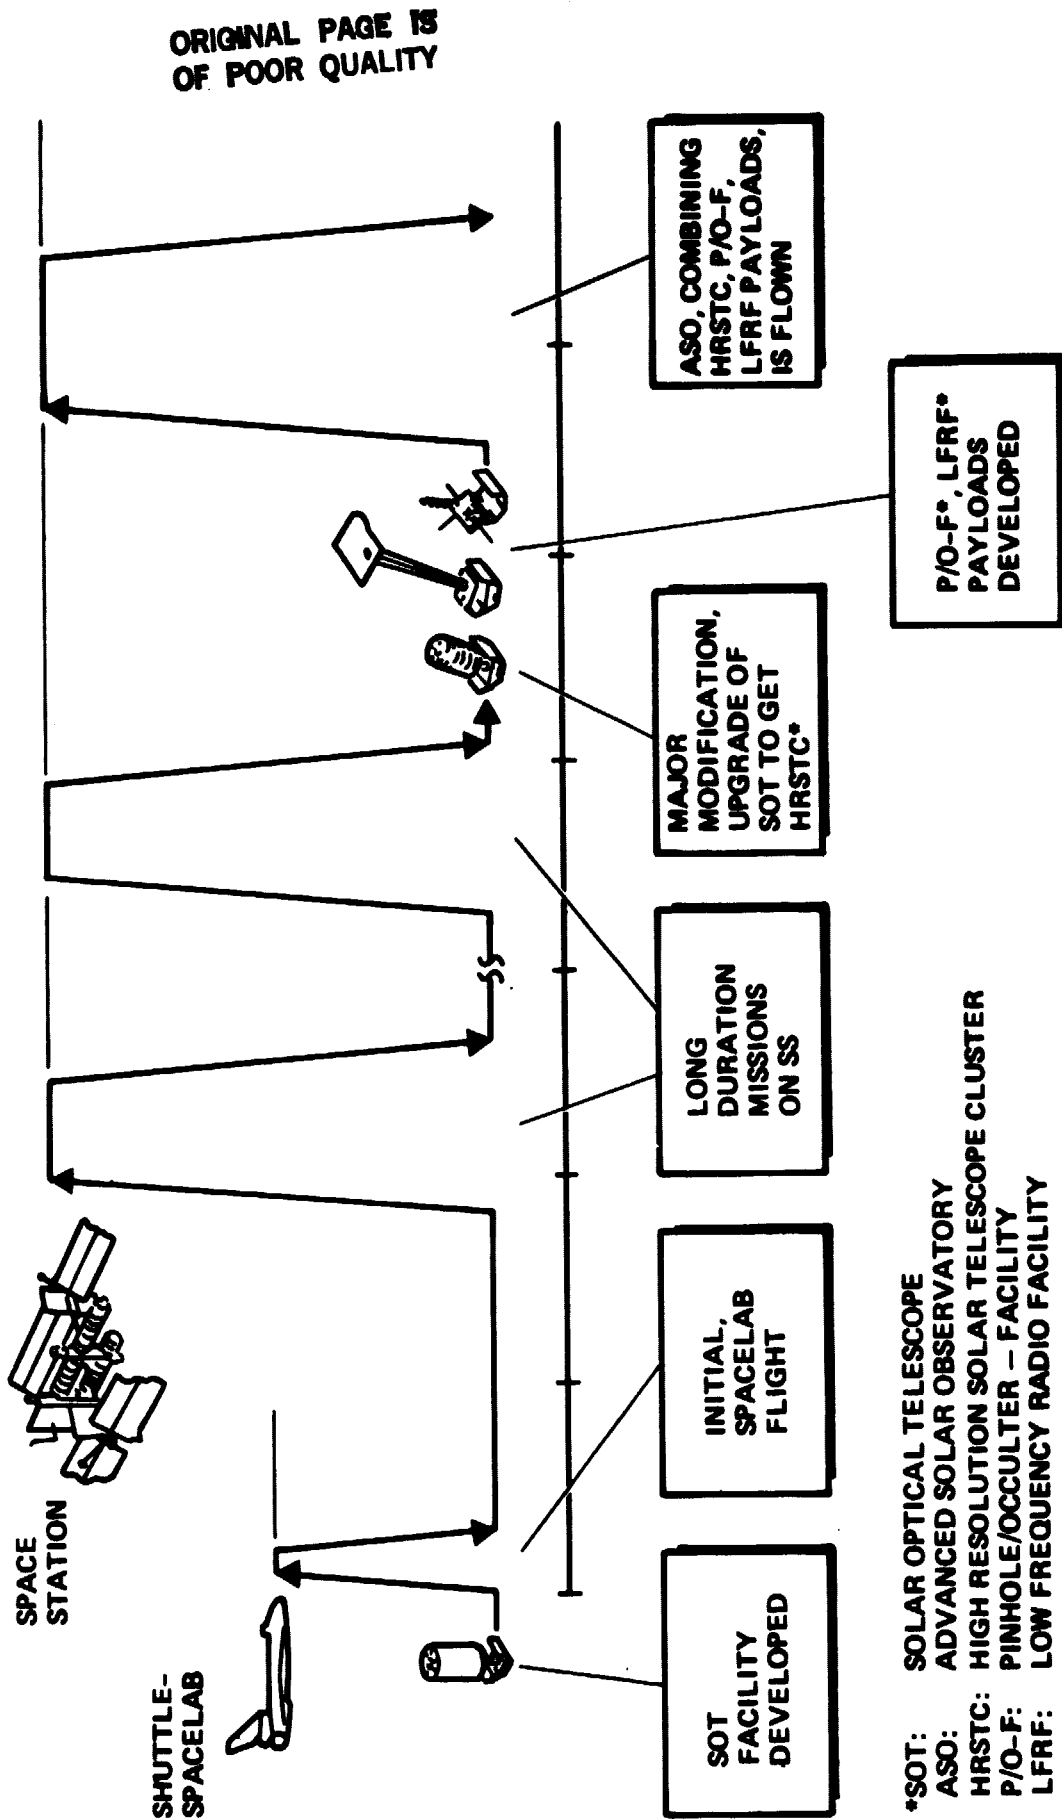 ORIGINAL PAGE IS
OF POOR QUALITY
SPACE
STATION
SHUTTLE-
SPACELAB
SOT
FACILITY
DEVELOPED
INITIAL,
SPACELAB
FLIGHT
LONG
DURATION
MISSIONS
ON SS
MAJOR
MODIFICATION,
UPGRADE OF
SOT TO GET
HRSTC*
P/O-F*, LFRF*
PAYLOADS
DEVELOPED
ASO, COMBINING
HRSTC, P/O-F,
LFRF PAYLOADS,
IS FLOWN
*SOT: SOLAR OPTICAL TELESCOPE
ASO: ADVANCED SOLAR OBSERVATORY
HRSTC: HIGH RESOLUTION SOLAR TELESCOPE CLUSTER
P/O-F: PINHOLE/OCCULTER – FACILITY
LFRF: LOW FREQUENCY RADIO FACILITY